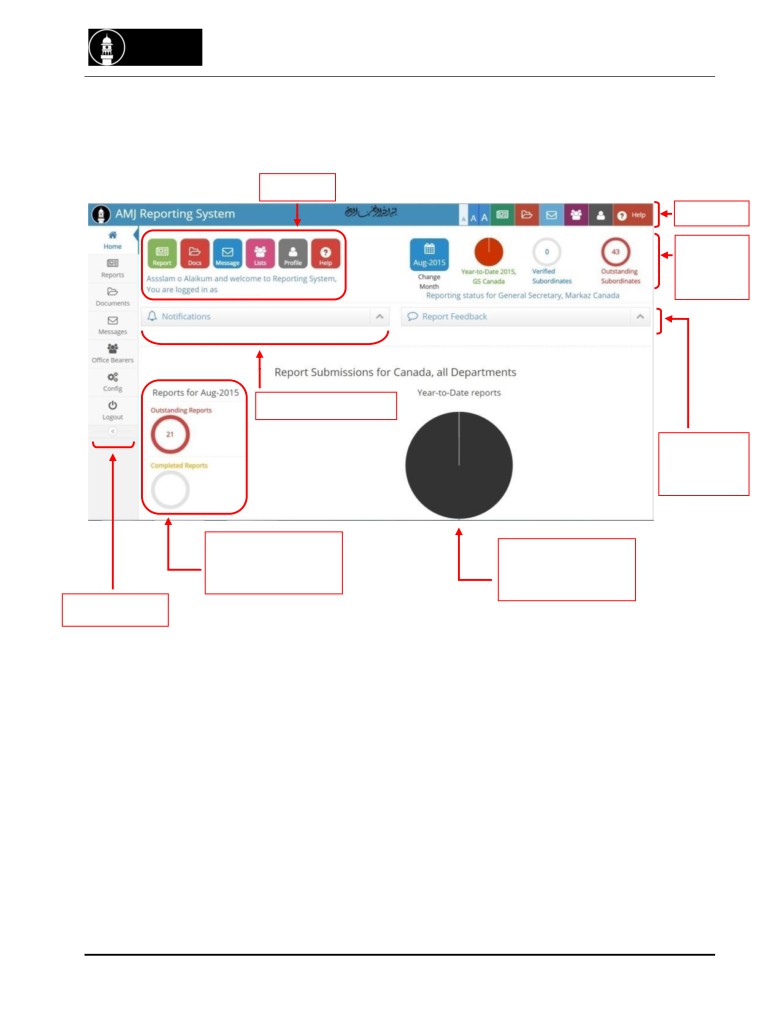 AMJ Reporting System
A A A Help
Home
Reports
Documents
Messages
Office Bearers
Config
Logout
Report Docs Message Lists Profile Help
Assslam o Alaikum and welcome to Reporting System,
You are logged in as
Aug-2015
Change
Month
Year-to-Date 2015,
GS Canada
0
Verified
Subordinates
43
Outstanding
Subordinates
Reporting status for General Secretary, Markaz Canada
Notifications
Report Feedback
Report Submissions for Canada, all Departments
Reports for Aug-2015
Outstanding Reports
21
Completed Reports
Year-to-Date reports